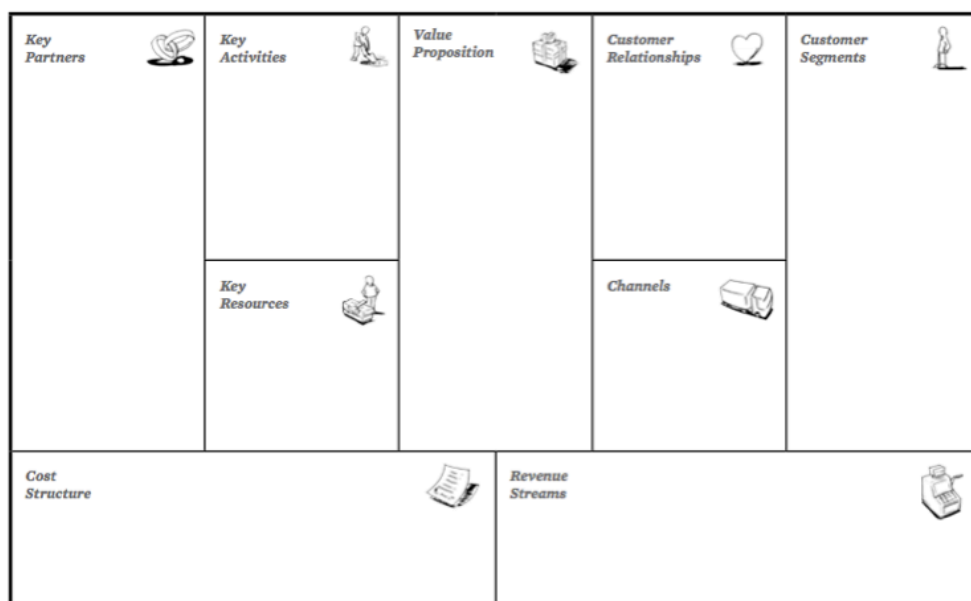 Key
Partners
Key
Activities
Value
Proposition
Customer
Relationships
Customer
Segments
Key
Resources
Channels
Cost
Structure
Revenue
Streams